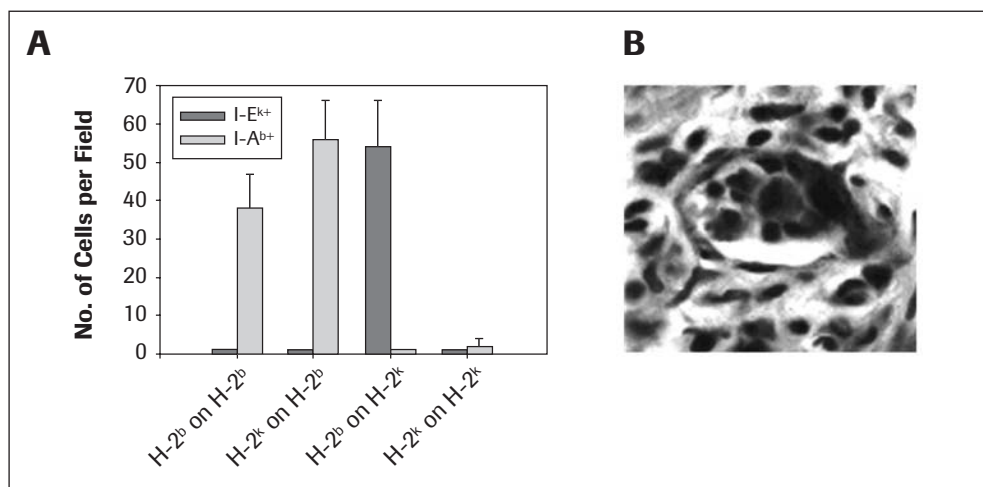 A
B
No. of Cells per Field
70
60
50
40
30
20
10
0
I-Eᵏ⁺
I-Aᵇ⁺
H-2ᵇ on H-2ᵇ
H-2ᵏ on H-2ᵇ
H-2ᵇ on H-2ᵏ
H-2ᵏ on H-2ᵏ